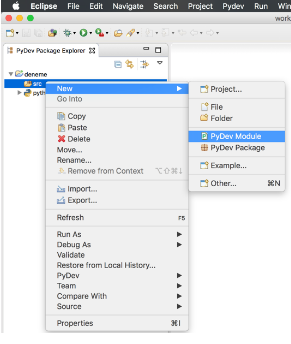 Eclipse File Edit Navigate Search Project Pydev Run
work
PyDev Package Explorer
deneme
src
pyth
New
Go Into
Copy
Paste
Delete
Move...
Rename...
Remove from Context ⌥⇧⌘↓
Import...
Export...
Refresh F5
Run As
Debug As
Validate
Restore from Local History...
PyDev
Team
Compare With
Source
Properties ⌘I
Project...
File
Folder
PyDev Module
PyDev Package
Example...
Other... ⌘N